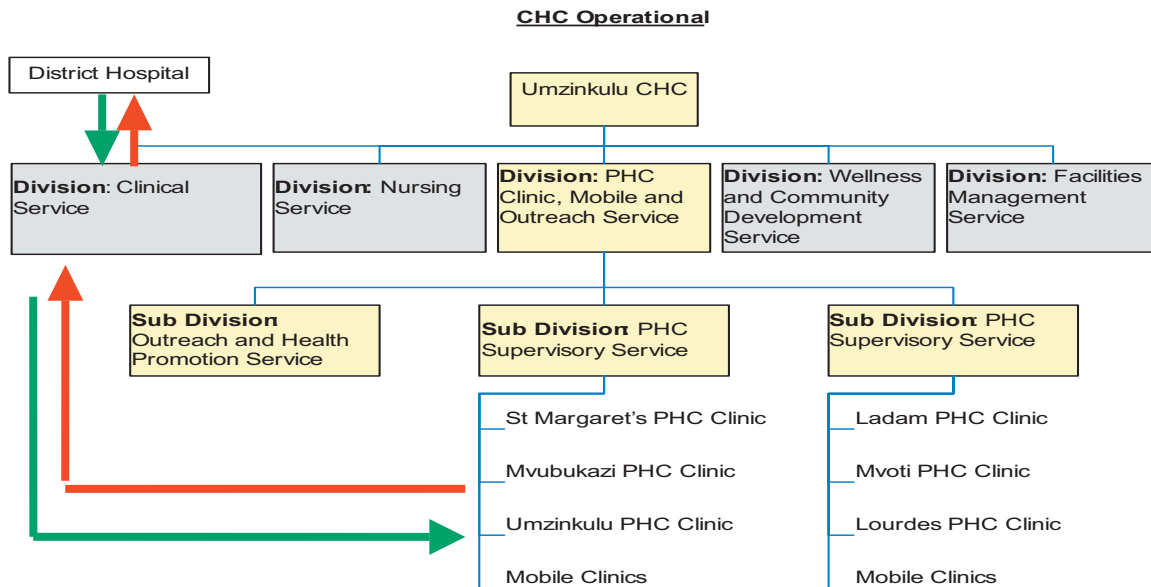 CHC Operational
District Hospital
Umzinkulu CHC
Division: Clinical
Service
Division: Nursing
Service
Division: PHC
Clinic, Mobile and
Outreach Service
Division: Wellness
and Community
Development
Service
Division: Facilities
Management
Service
Sub Division:
Outreach and Health
Promotion Service
Sub Division: PHC
Supervisory Service
Sub Division: PHC
Supervisory Service
St Margaret's PHC Clinic
Mvubukazi PHC Clinic
Umzinkulu PHC Clinic
Mobile Clinics
Ladam PHC Clinic
Mvoti PHC Clinic
Lourdes PHC Clinic
Mobile Clinics